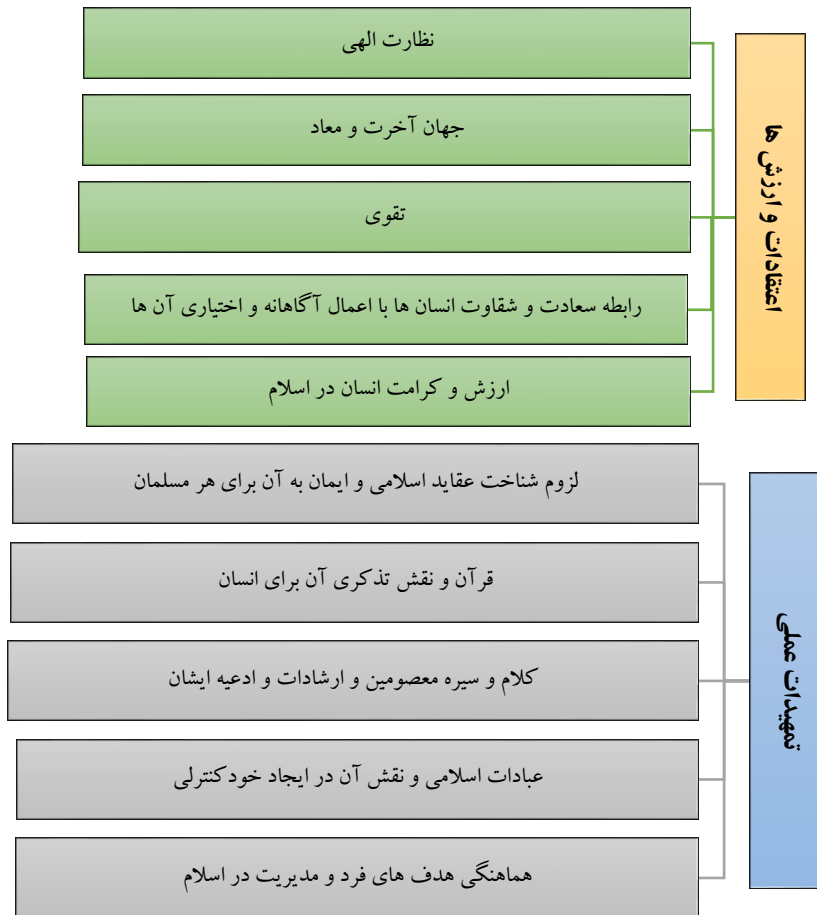 اعتقادات و ارزش ها
نظارت الهی
جهان آخرت و معاد
تقوی
رابطه سعادت و شقاوت انسان ها با اعمال آگاهانه و اختیاری آن ها
ارزش و کرامت انسان در اسلام
تمهیدات عملی
لزوم شناخت عقاید اسلامی و ایمان به آن برای هر مسلمان
قرآن و نقش تذکری آن برای انسان
کلام و سیره معصومین و ارشادات و ادعیه ایشان
عبادات اسلامی و نقش آن در ایجاد خودکنترلی
هماهنگی هدف های فرد و مدیریت در اسلام